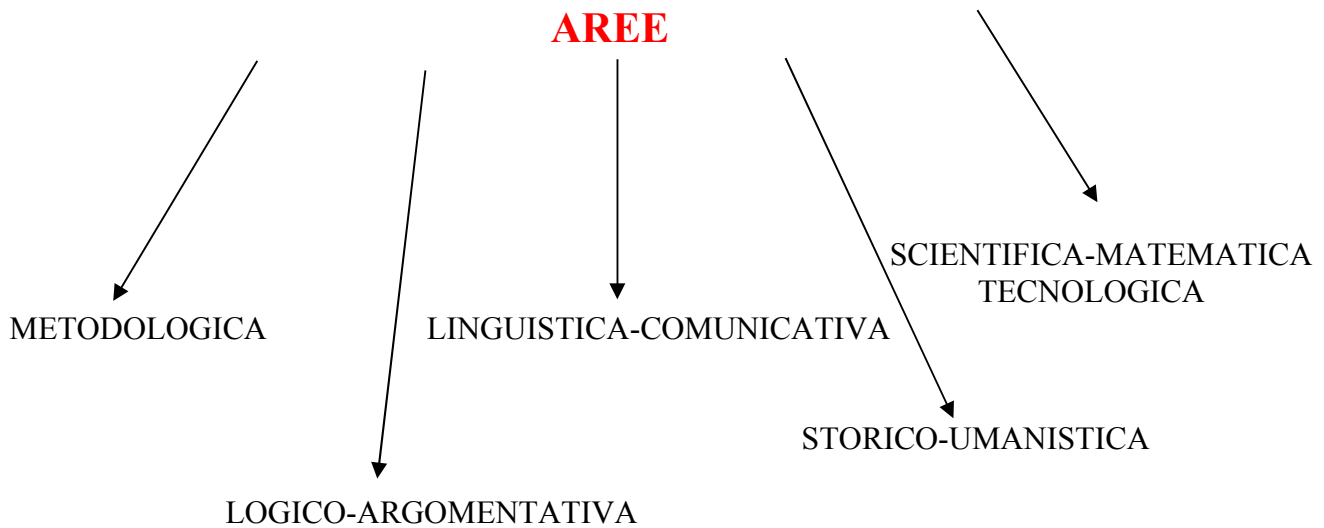 AREE
SCIENTIFICA-MATEMATICA
TECNOLOGICA
METODOLOGICA
LINGUISTICA-COMUNICATIVA
STORICO-UMANISTICA
LOGICO-ARGOMENTATIVA